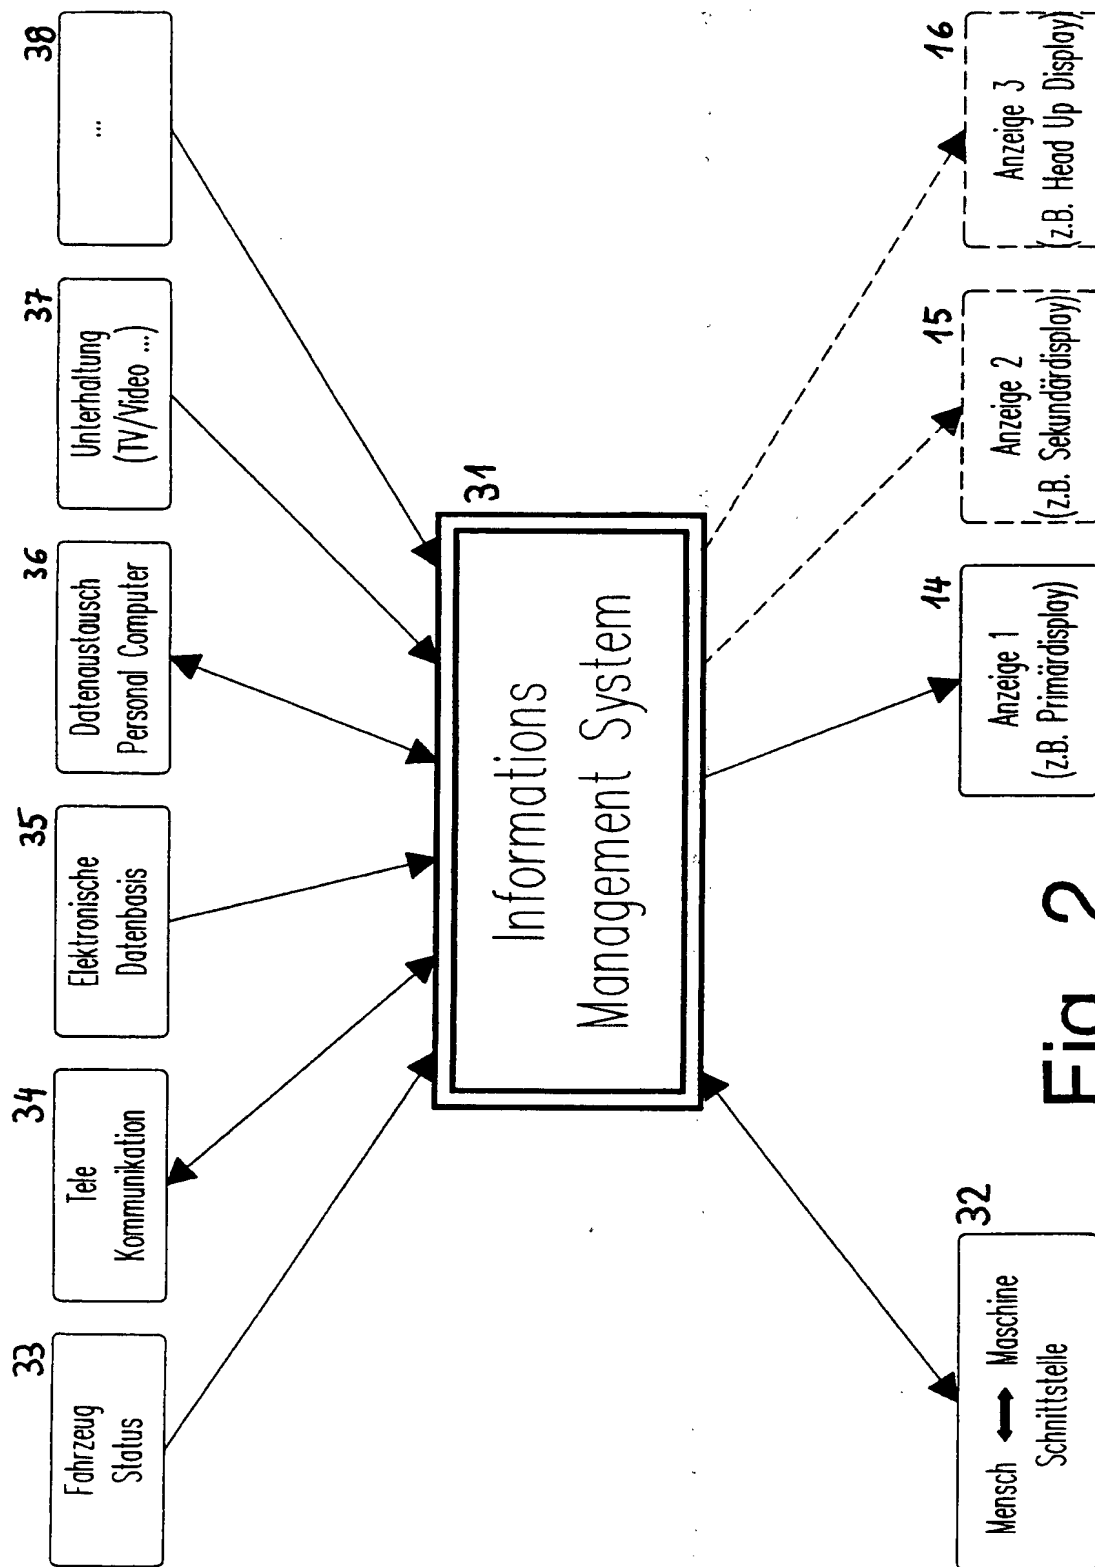 33
Fahrzeug
Status
34
Tele
Kommunikation
35
Elektronische
Datenbasis
36
Datenaustausch
Personal Computer
37
Unterhaltung
(TV/Video ...)
38
...
31
Informations
Management System
32
Mensch ⟷ Maschine
Schnittstelle
14
Anzeige 1
(z.B. Primärdisplay)
15
Anzeige 2
(z.B. Sekundärdisplay)
16
Anzeige 3
(z.B. Head Up Display)
Fig. 2